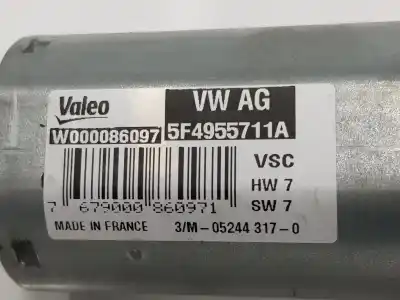 Valeo
VW AG
W000086097
5F4955711A
VSC
HW 7
SW 7
7 679000 860971
MADE IN FRANCE
3/M-05244 317-0